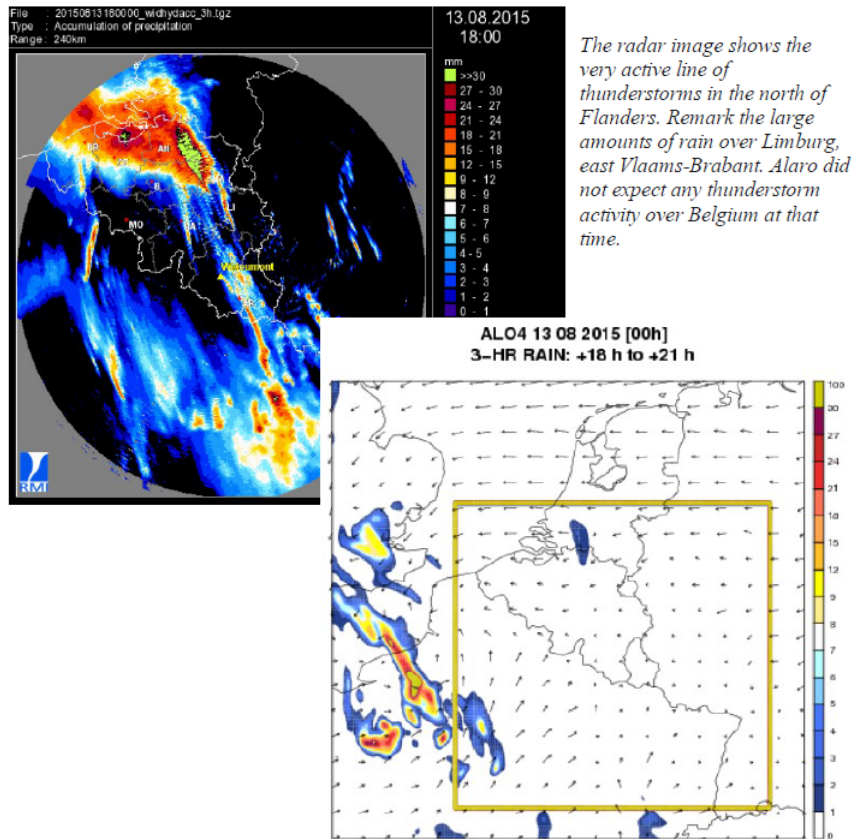 File : 20150813180000_widhydacc_3h.tgz
Type : Accumulation of precipitation
Range : 240km
13.08.2015
18:00
mm
>>30
27 - 30
24 - 27
21 - 24
18 - 21
15 - 18
12 - 15
9 - 12
8 - 9
7 - 8
6 - 7
5 - 6
4-5
3 - 4
2 - 3
1 - 2
0 - 1
BR
AN
B
MO
LI
Wideumont
RMI
The radar image shows the
very active line of
thunderstorms in the north of
Flanders. Remark the large
amounts of rain over Limburg,
east Vlaams-Brabant. Alaro did
not expect any thunderstorm
activity over Belgium at that
time.
ALO4 13 08 2015 [00h]
3-HR RAIN: +18 h to +21 h
100
30
27
24
21
18
15
12
9
8
7
6
5
4
3
2
1
0